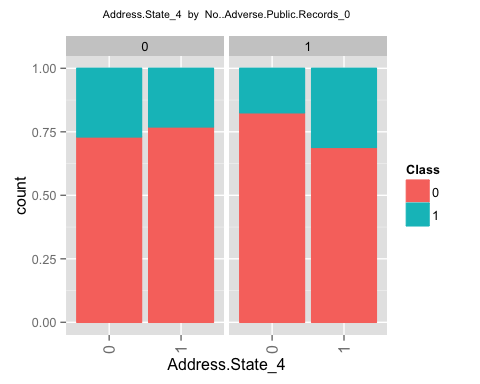 Address.State_4 by No..Adverse.Public.Records_0
0 1
1.00
0.75
0.50
0.25
0.00
count
0 1 0 1
Address.State_4
Class
0
1